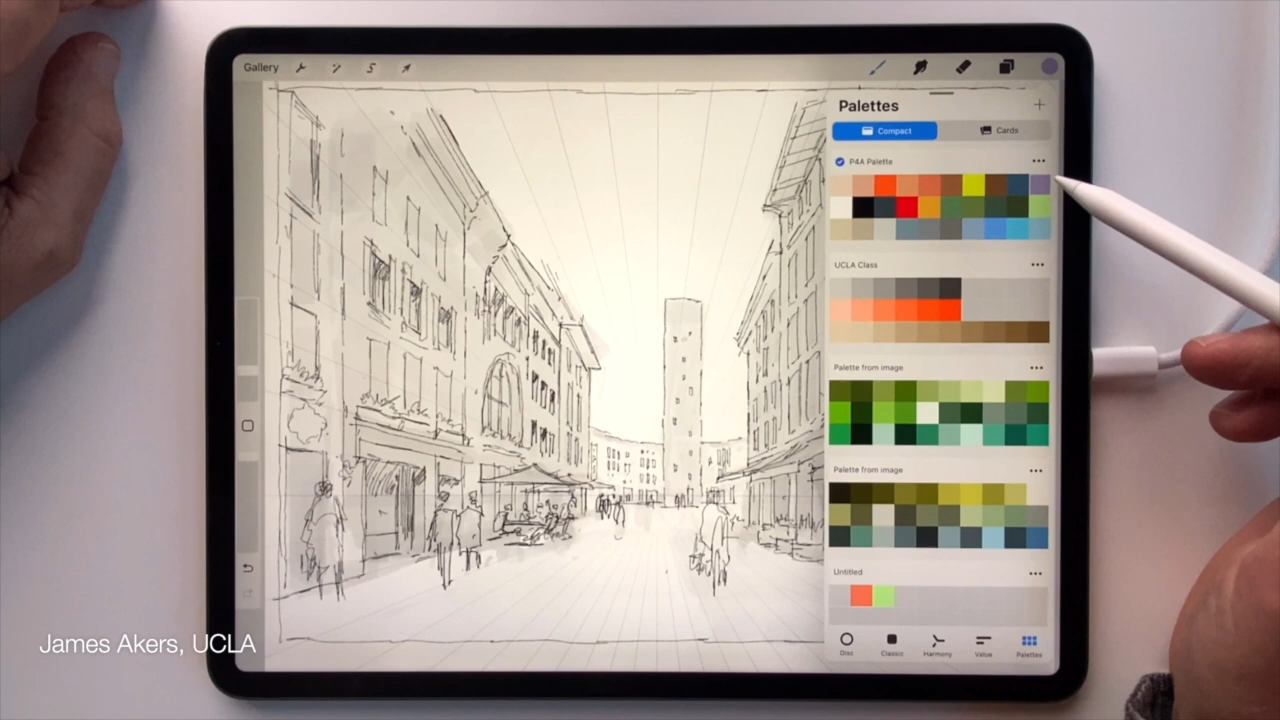 Gallery
Palettes
Compact
Cards
P4A Palette
UCLA Class
Palette from image
Palette from image
Untitled
Disc
Classic
Harmony
Value
Palettes
James Akers, UCLA